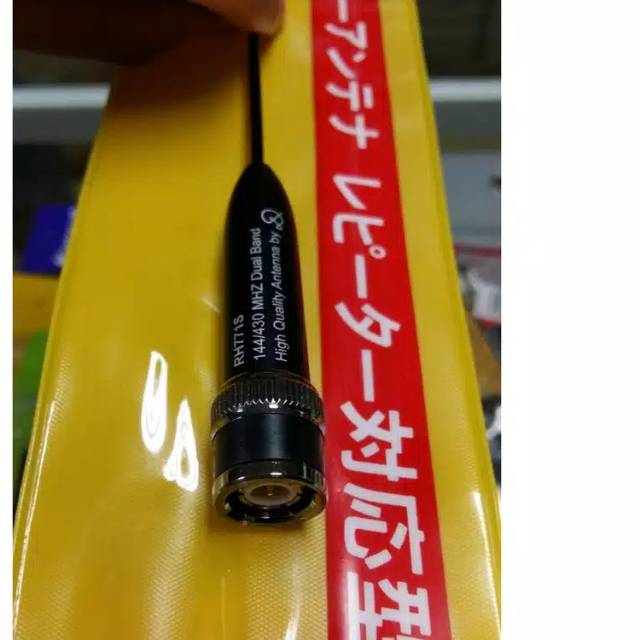 RH771S
144/430 MHZ Dual Band
High Quality Antenna by
ーアンテナ レピーター対応型